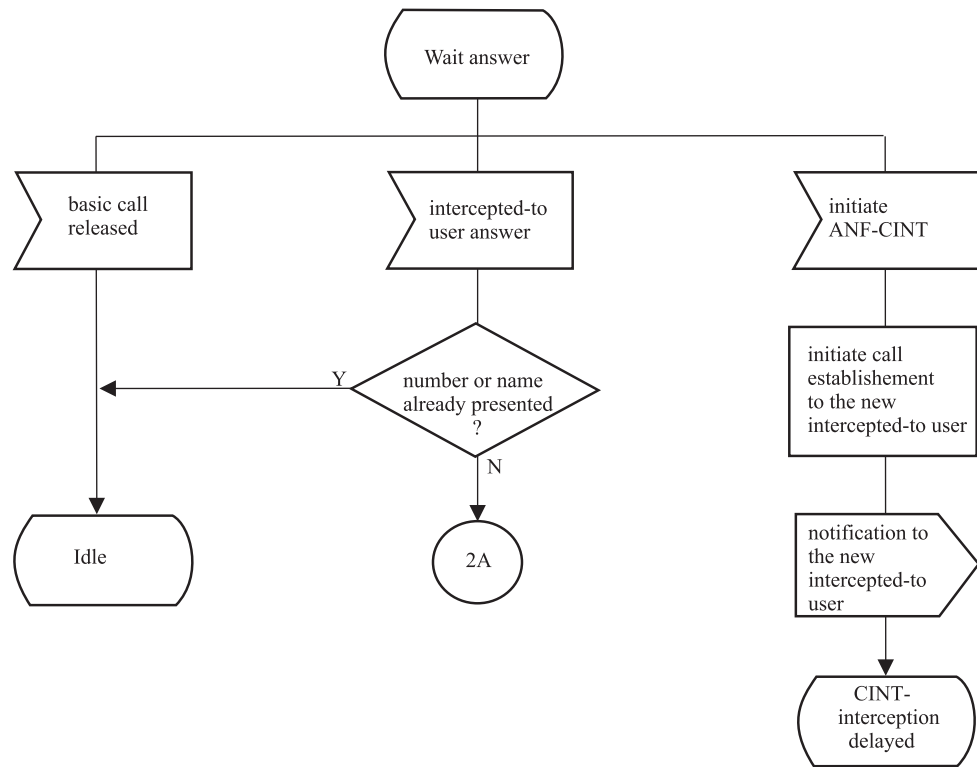 Wait answer
basic call
released
intercepted-to
user answer
initiate
ANF-CINT
Y
number or name
already presented
?
N
initiate call
establishement
to the new
intercepted-to user
Idle
2A
notification to
the new
intercepted-to
user
CINT-
interception
delayed